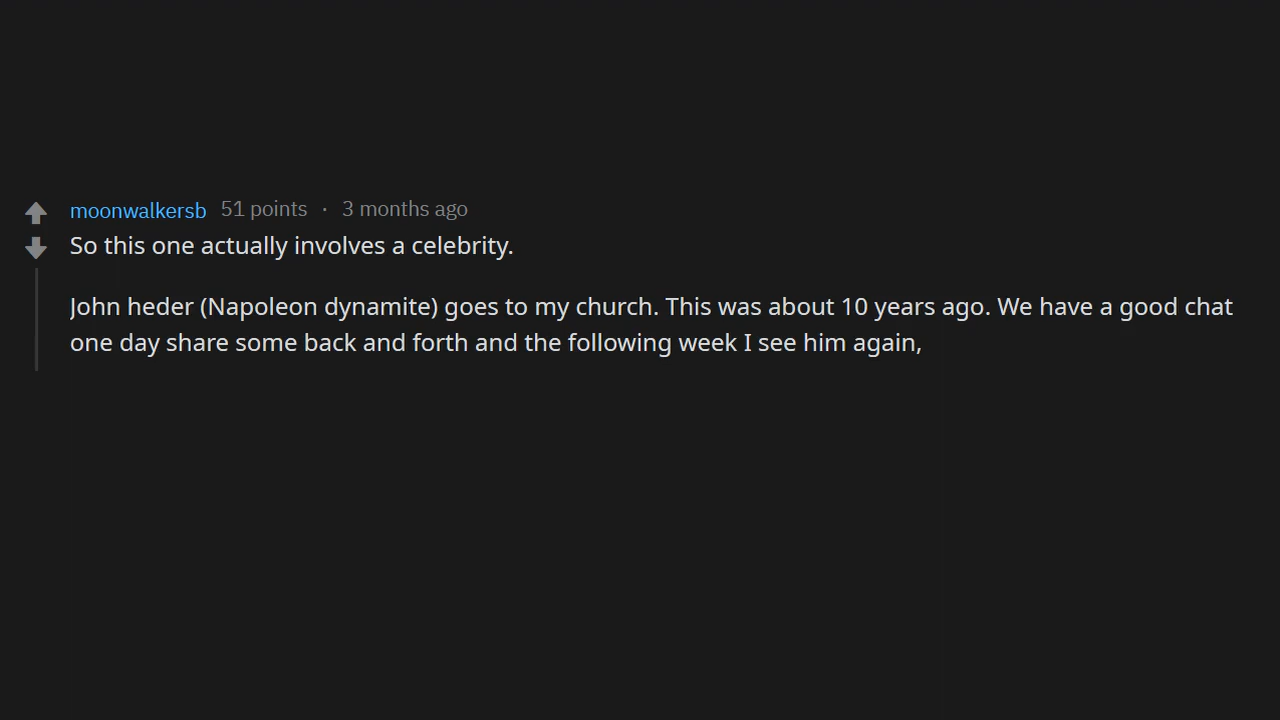 moonwalkersb 51 points · 3 months ago
So this one actually involves a celebrity.
John heder (Napoleon dynamite) goes to my church. This was about 10 years ago. We have a good chat
one day share some back and forth and the following week I see him again,